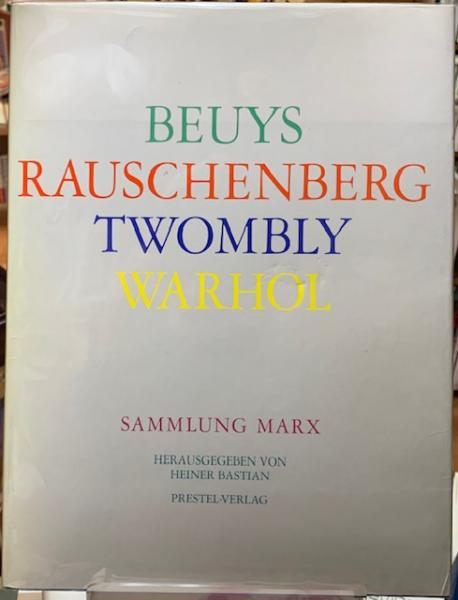 BEUYS
RAUSCHENBERG
TWOMBLY
WARHOL
SAMMLUNG MARX
HERAUSGEGEBEN VON
HEINER BASTIAN
PRESTEL-VERLAG